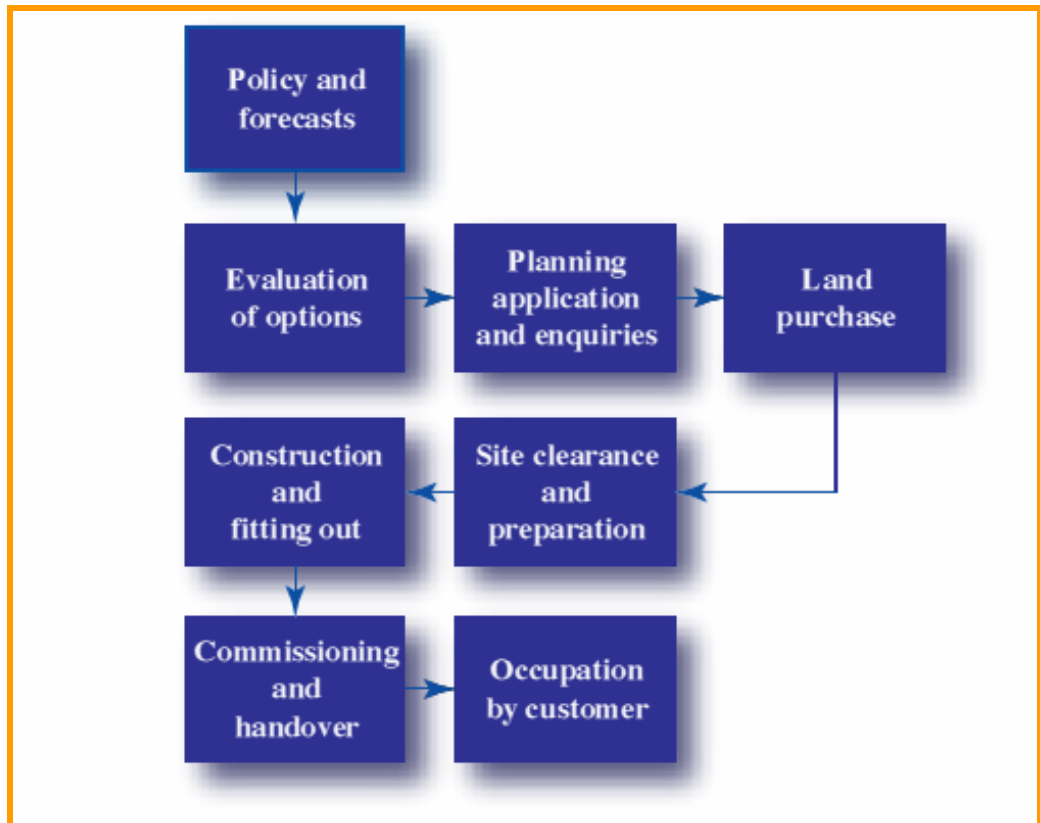 Policy and
forecasts
Evaluation
of options
Planning
application
and enquiries
Land
purchase
Site clearance
and
preparation
Construction
and
fitting out
Commissioning
and
handover
Occupation
by customer